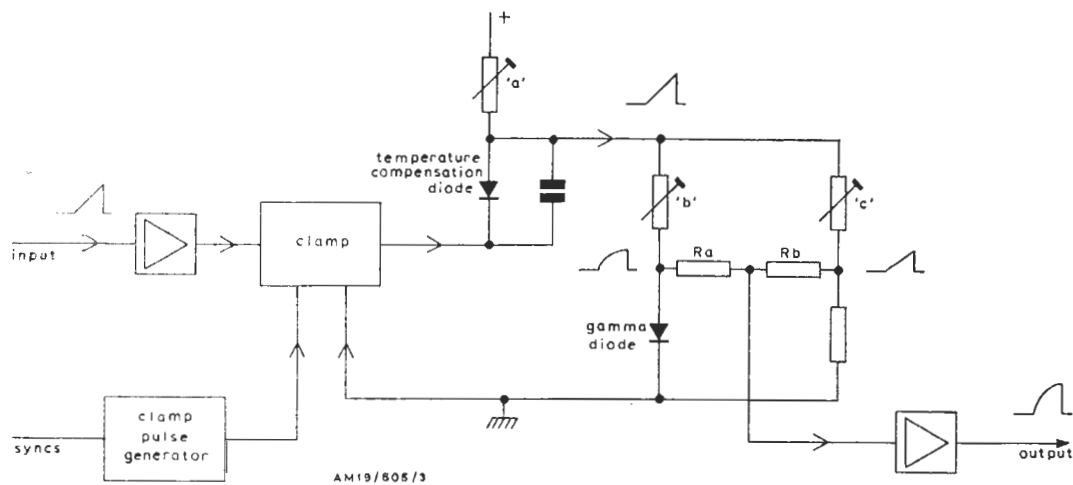 +
'a'
temperature
compensation
diode
'b'
'c'
input
clamp
Ra
Rb
gamma
diode
clamp
pulse
generator
syncs
output
AM19/605/3